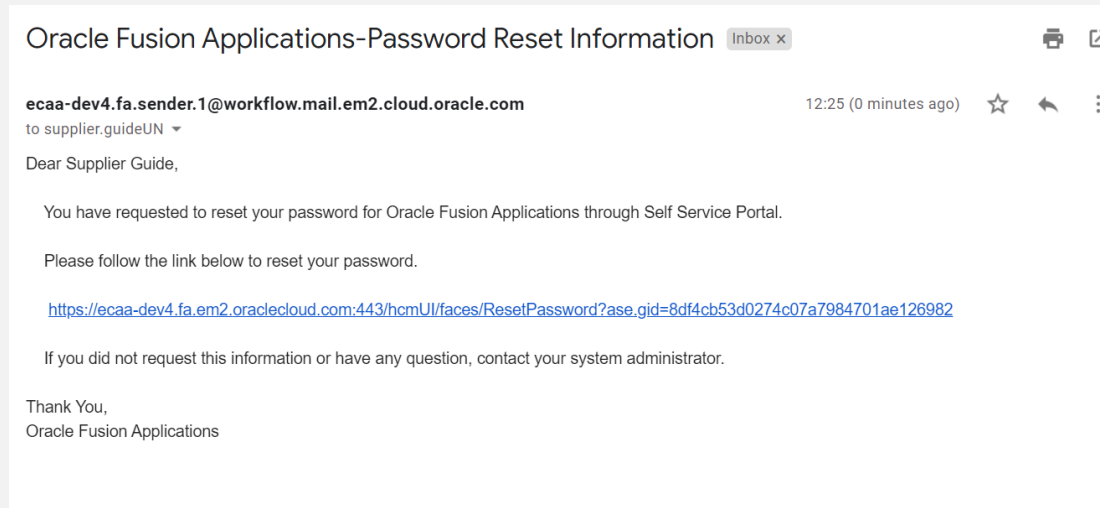 Oracle Fusion Applications-Password Reset Information Inbox ×
ecaa-dev4.fa.sender.1@workflow.mail.em2.cloud.oracle.com 12:25 (0 minutes ago)
to supplier.guideUN
Dear Supplier Guide,
You have requested to reset your password for Oracle Fusion Applications through Self Service Portal.
Please follow the link below to reset your password.
https://ecaa-dev4.fa.em2.oraclecloud.com:443/hcmUI/faces/ResetPassword?ase.gid=8df4cb53d0274c07a7984701ae126982
If you did not request this information or have any question, contact your system administrator.
Thank You,
Oracle Fusion Applications